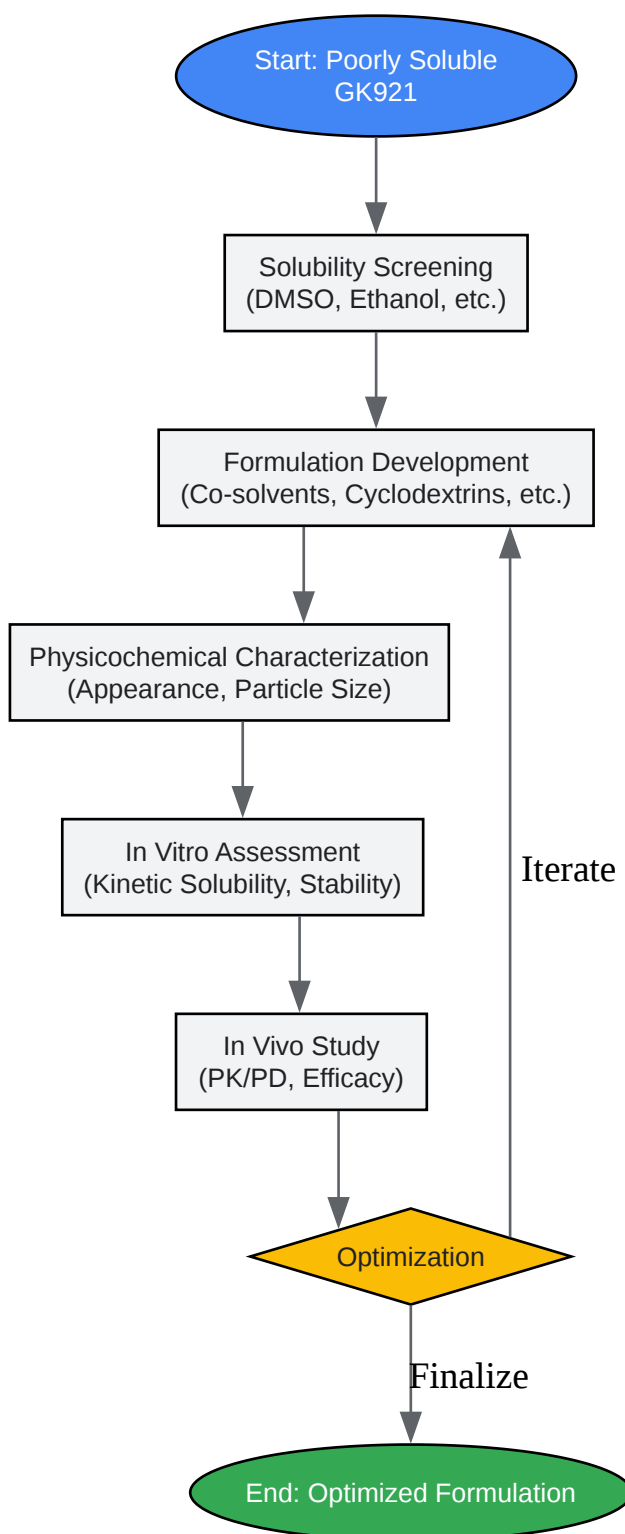 Start: Poorly Soluble
GK921
Solubility Screening
(DMSO, Ethanol, etc.)
Formulation Development
(Co-solvents, Cyclodextrins, etc.)
Physicochemical Characterization
(Appearance, Particle Size)
In Vitro Assessment
(Kinetic Solubility, Stability)
Iterate
In Vivo Study
(PK/PD, Efficacy)
Optimization
Finalize
End: Optimized Formulation